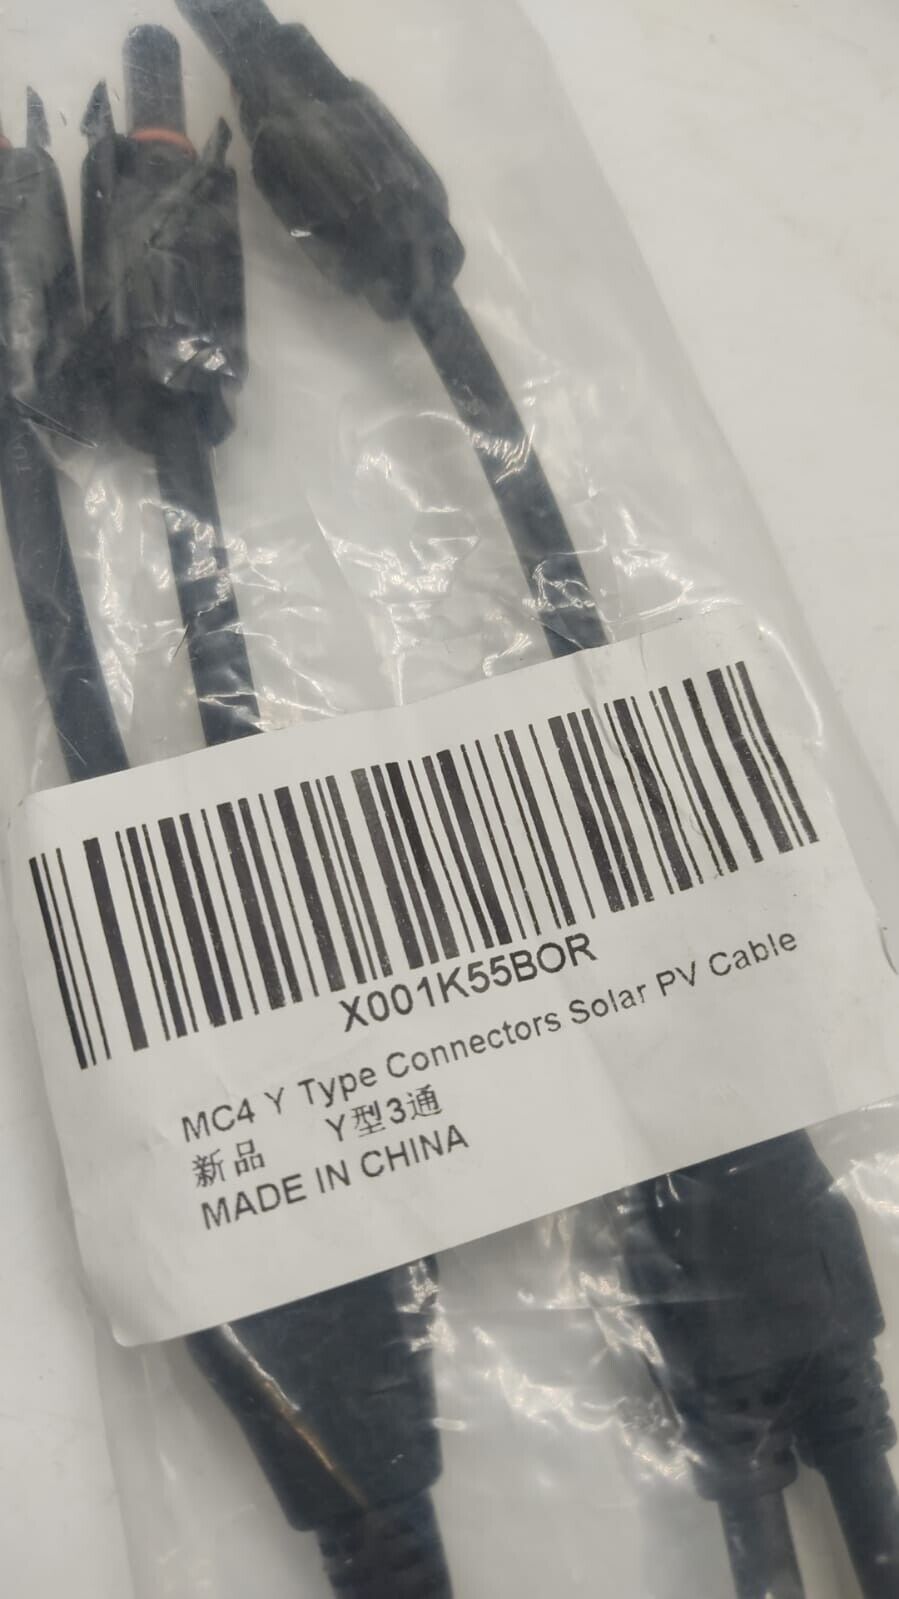 X001K55BOR
MC4 Y Type Connectors Solar PV Cable
新品 Y型3通
MADE IN CHINA